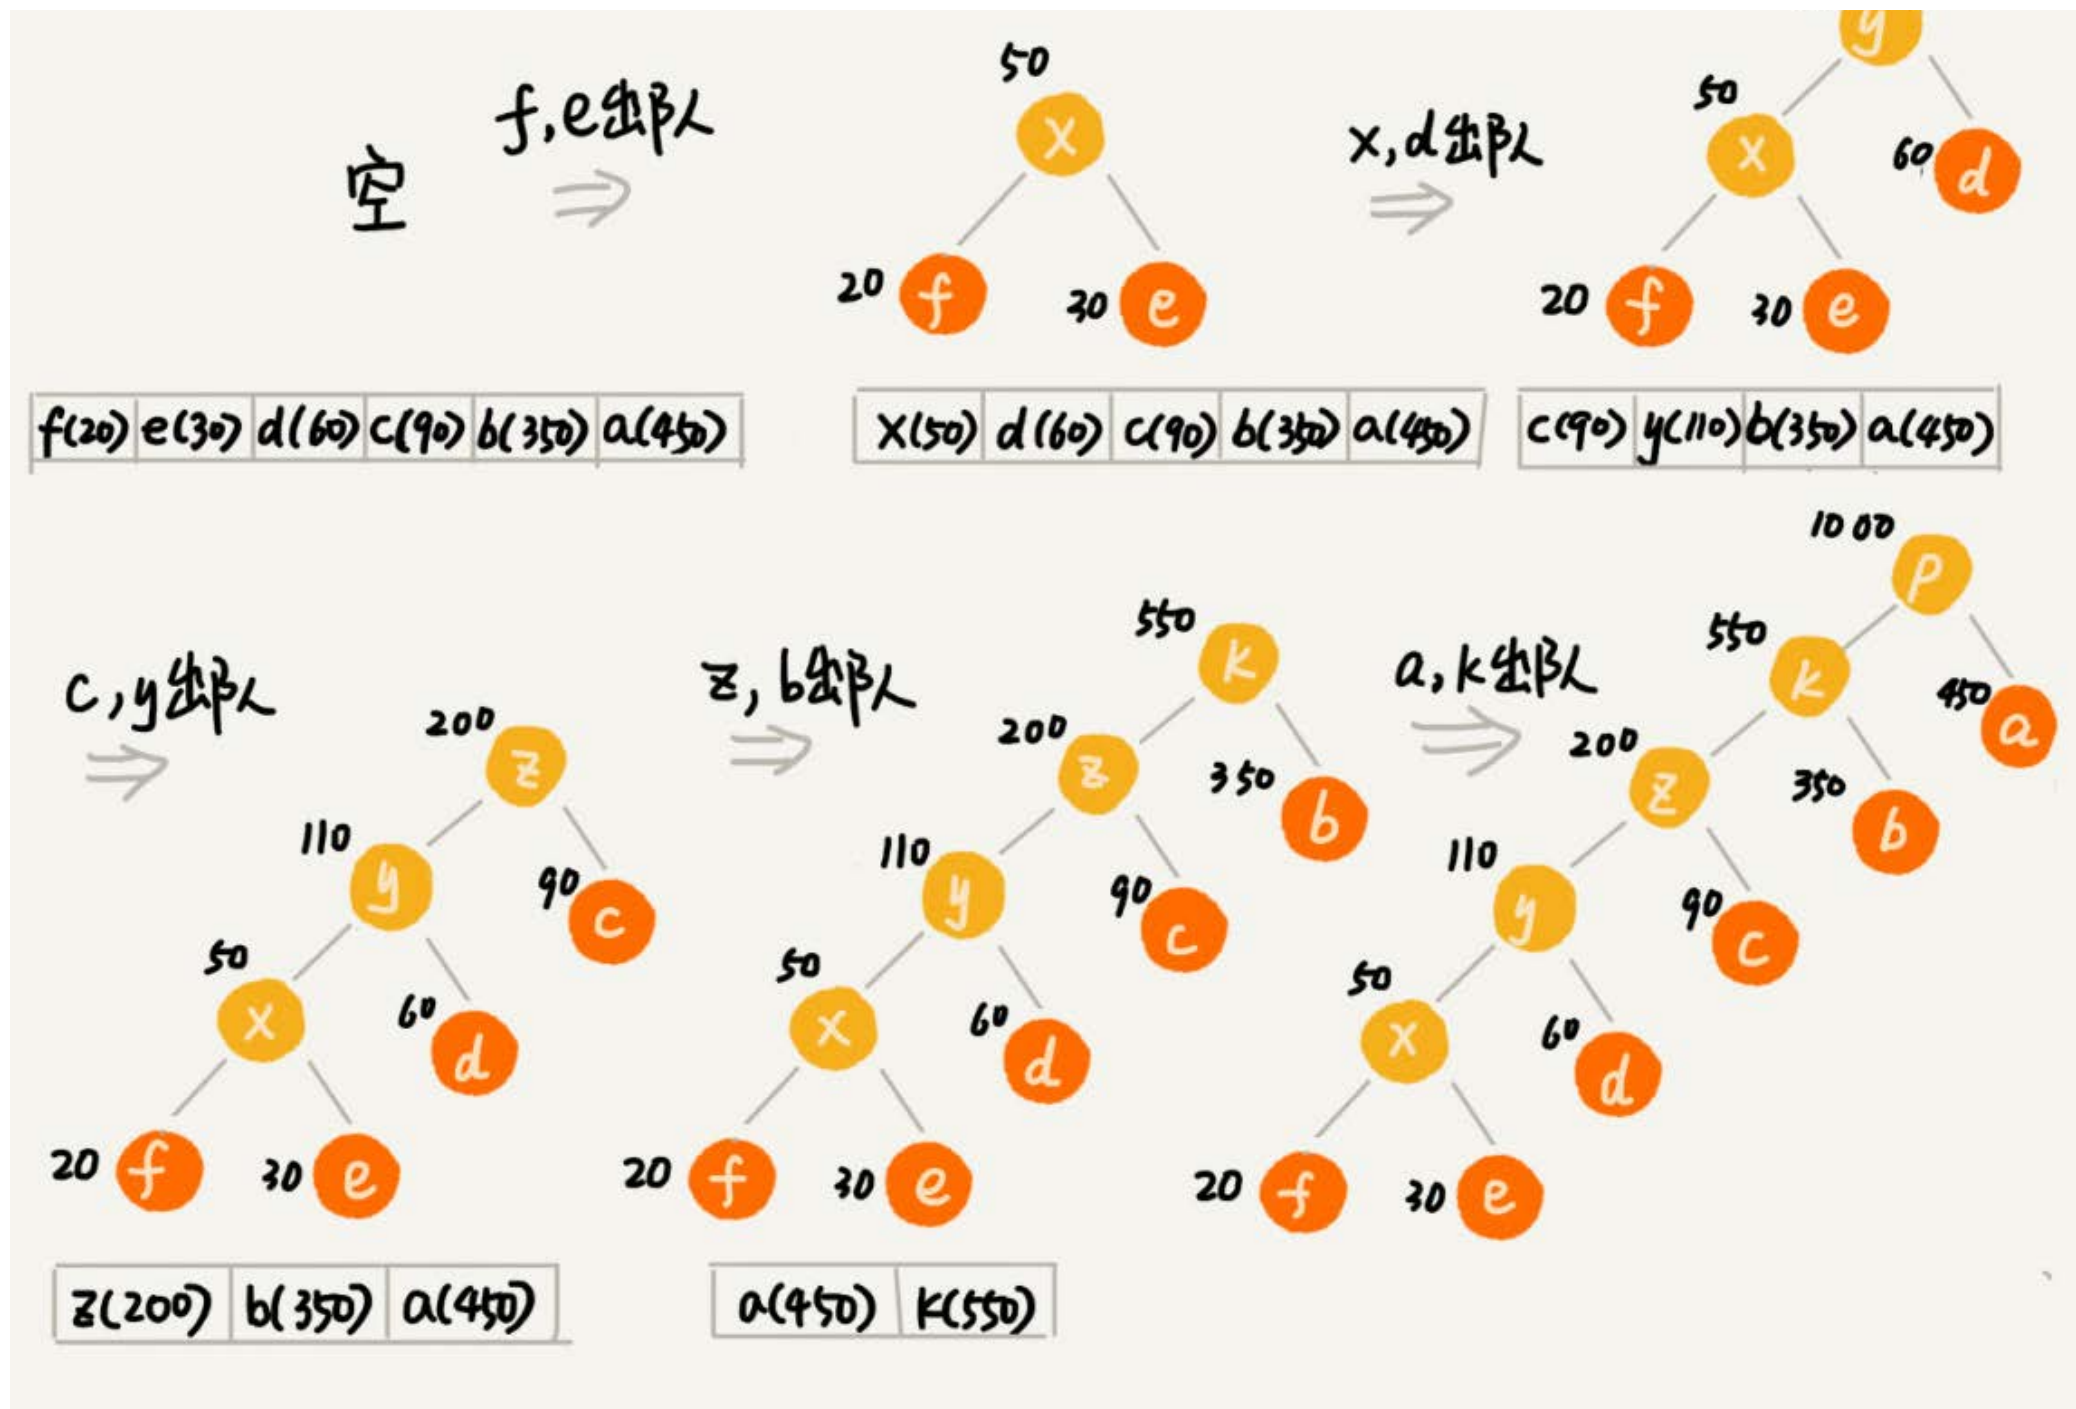 空
f,e出队
50
x
20 f
30 e
x,d出队
y
50
x
60 d
20 f
30 e
f(20) e(30) d(60) c(90) b(350) a(450)
x(50) d(60) c(90) b(350) a(450)
c(90) y(110) b(350) a(450)
c,y出队
200
z
110
y
90 c
50
x
60 d
20 f
30 e
z(200) b(350) a(450)
z,b出队
550
k
200
z
350 b
110
y
90 c
50
x
60 d
20 f
30 e
a(450) k(550)
a,k出队
1000
p
550
k
450 a
200
z
350 b
110
y
90 c
50
x
60 d
20 f
30 e